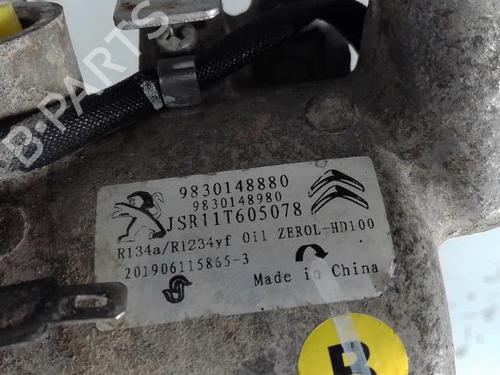 B-PARTS
9830148880
9830148980
JSR11T605078
R134a/R1234yf Oil ZEROL-HD100
201906115865-3
Made in China